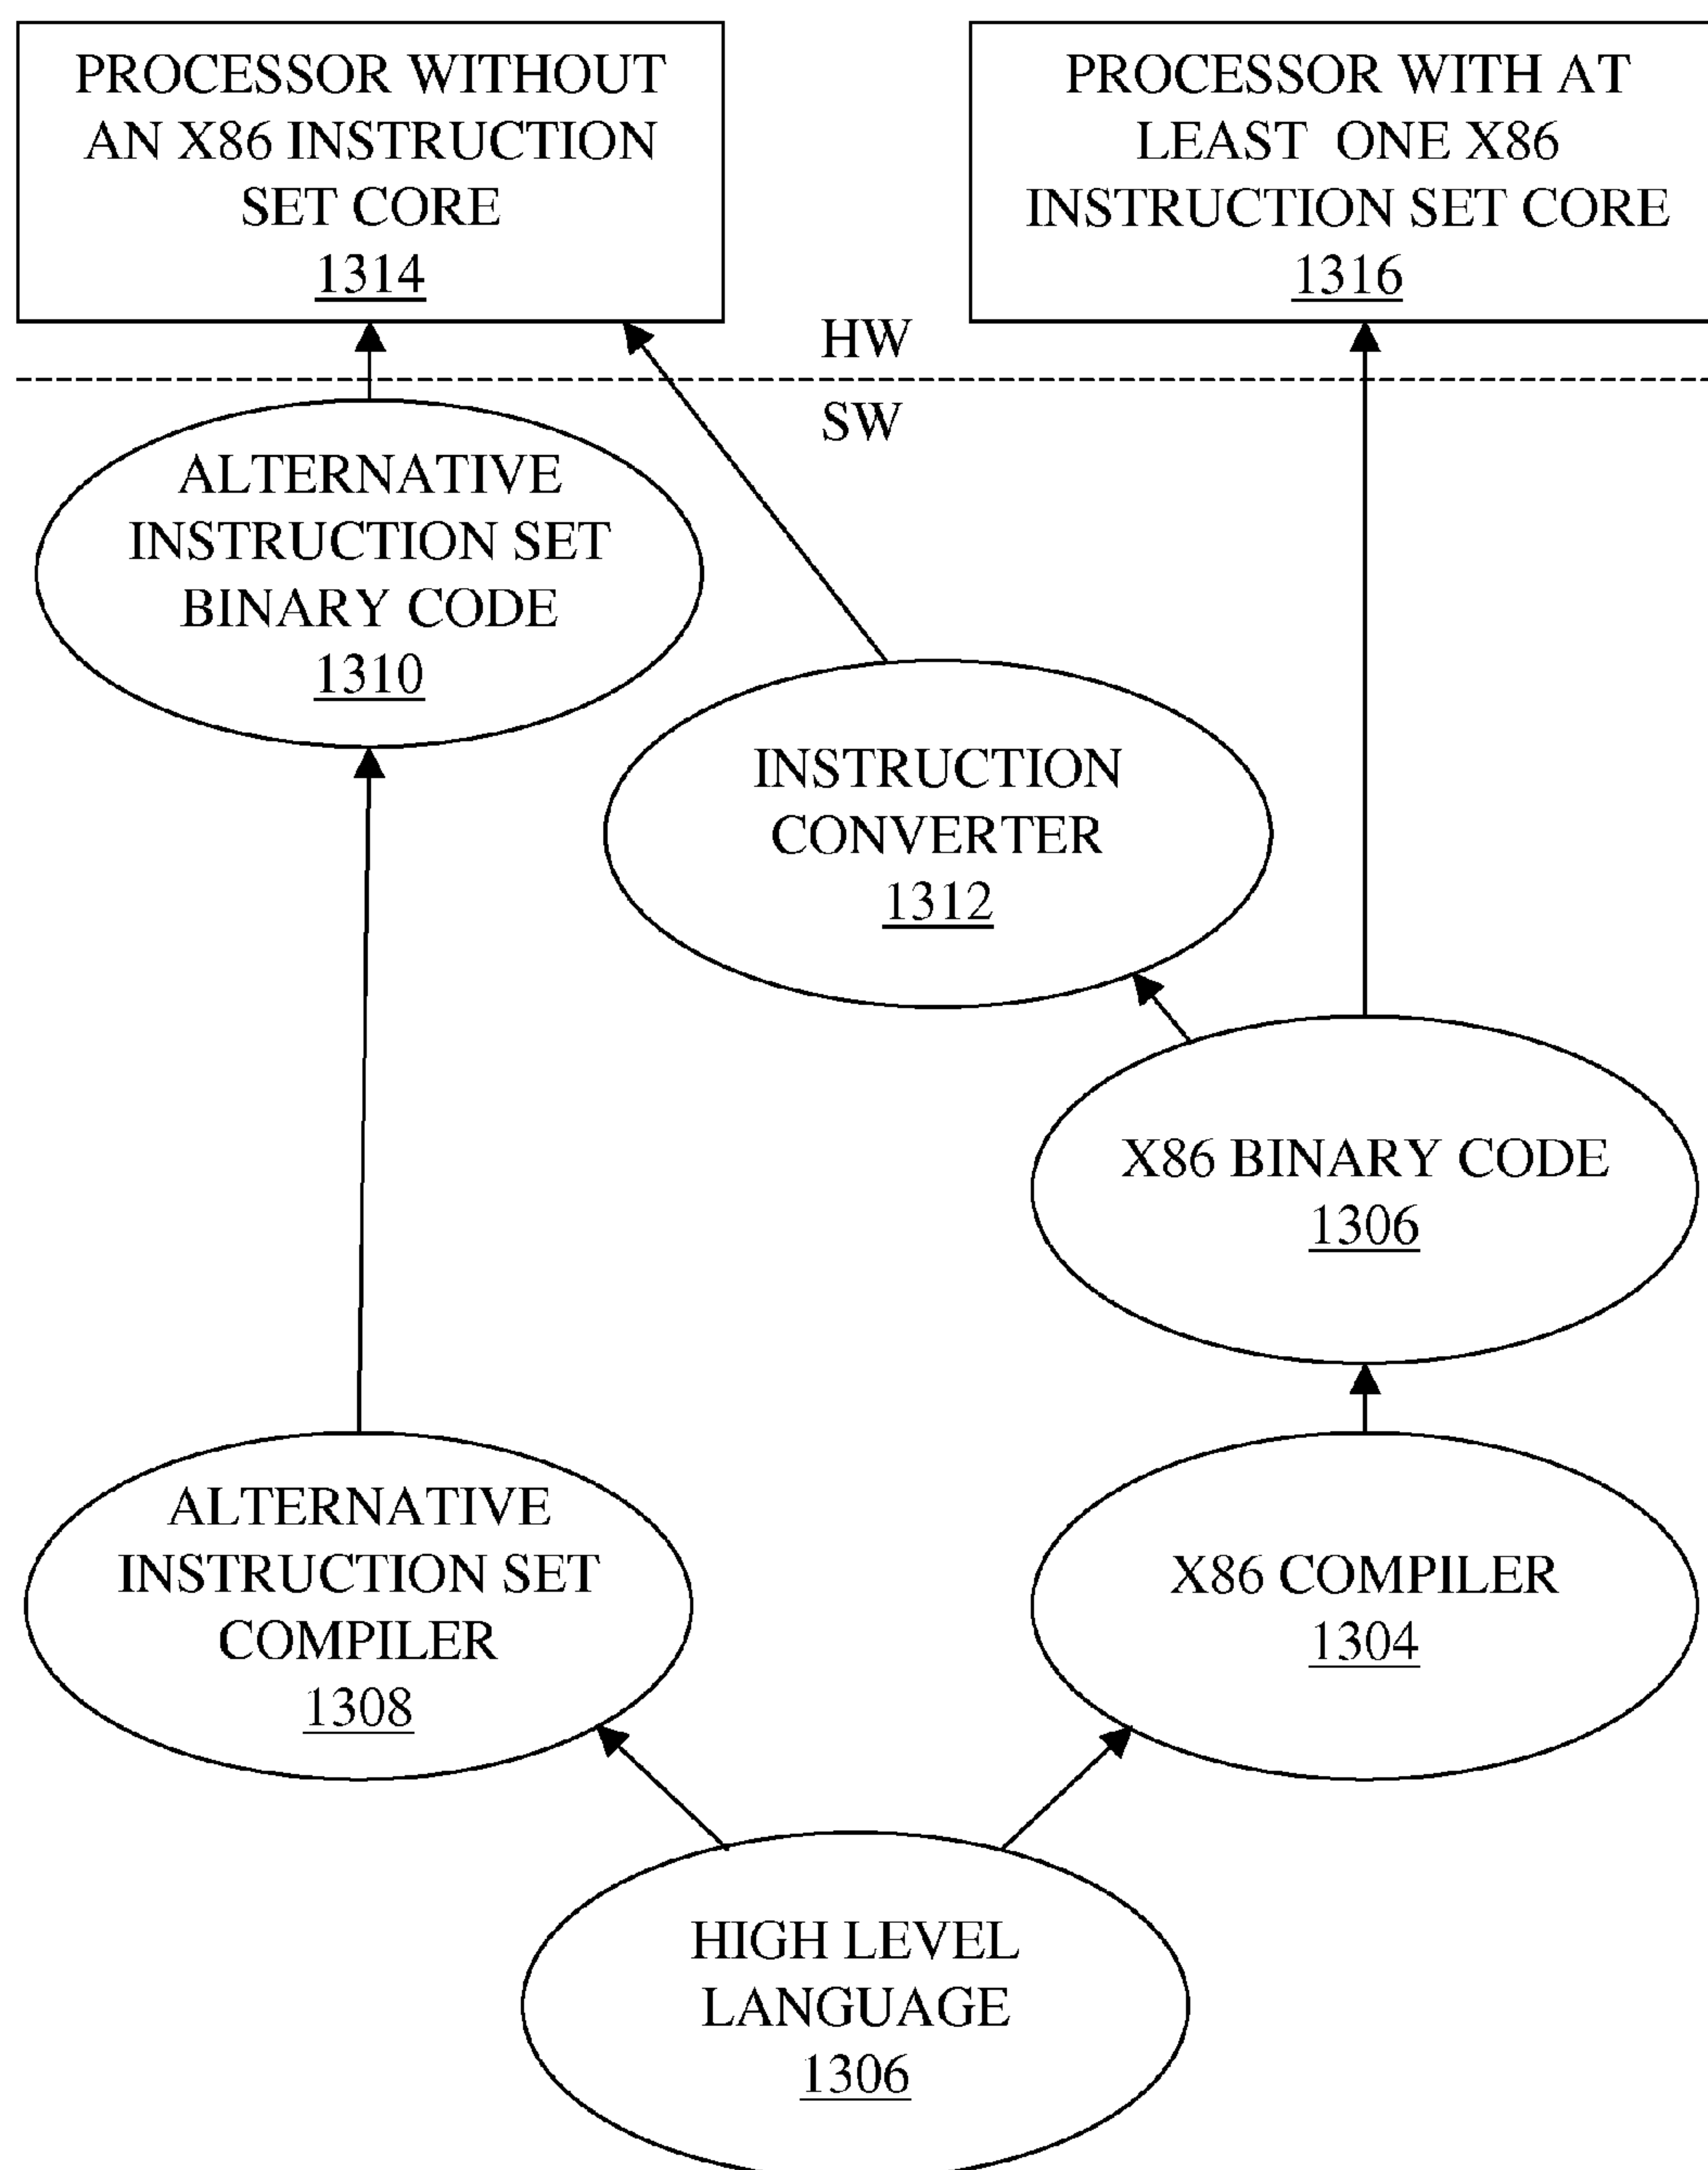 PROCESSOR WITHOUT
AN X86 INSTRUCTION
SET CORE
1314
PROCESSOR WITH AT
LEAST ONE X86
INSTRUCTION SET CORE
1316
HW
SW
ALTERNATIVE
INSTRUCTION SET
BINARY CODE
1310
INSTRUCTION
CONVERTER
1312
X86 BINARY CODE
1306
ALTERNATIVE
INSTRUCTION SET
COMPILER
1308
X86 COMPILER
1304
HIGH LEVEL
LANGUAGE
1306